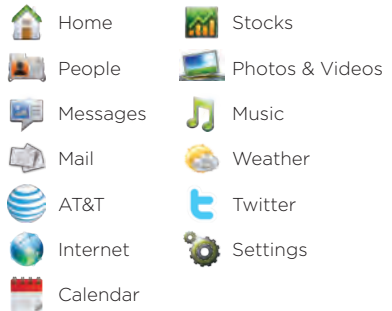 Home
People
Messages
Mail
AT&T
Internet
Calendar
Stocks
Photos & Videos
Music
Weather
Twitter
Settings